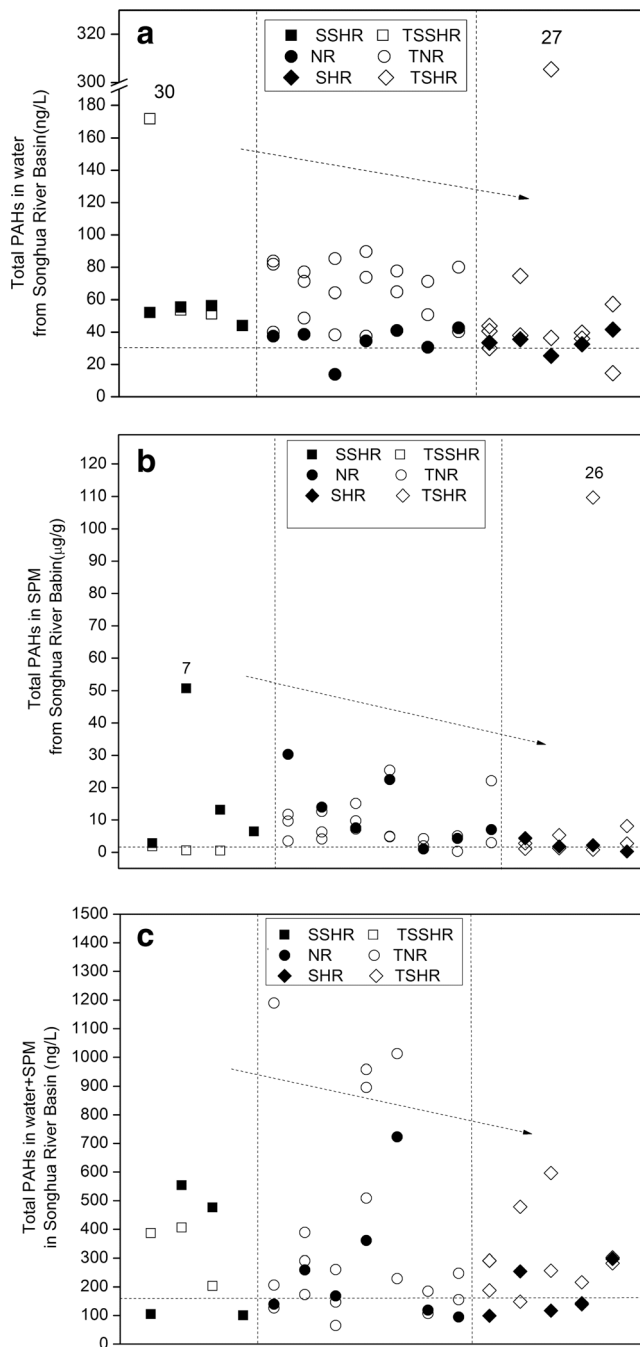 a
SSHR TSSHR
NR TNR
SHR TSHR
27
30
320
300
180
160
140
120
100
80
60
40
20
0
Total PAHs in water
from Songhua River Basin(ng/L)
b
SSHR TSSHR
NR TNR
SHR TSHR
26
7
120
110
100
90
80
70
60
50
40
30
20
10
0
Total PAHs in SPM
from Songhua River Babin(μg/g)
c
SSHR TSSHR
NR TNR
SHR TSHR
1500
1400
1300
1200
1100
1000
900
800
700
600
500
400
300
200
100
0
Total PAHs in water+SPM
in Songhua River Basin (ng/L)